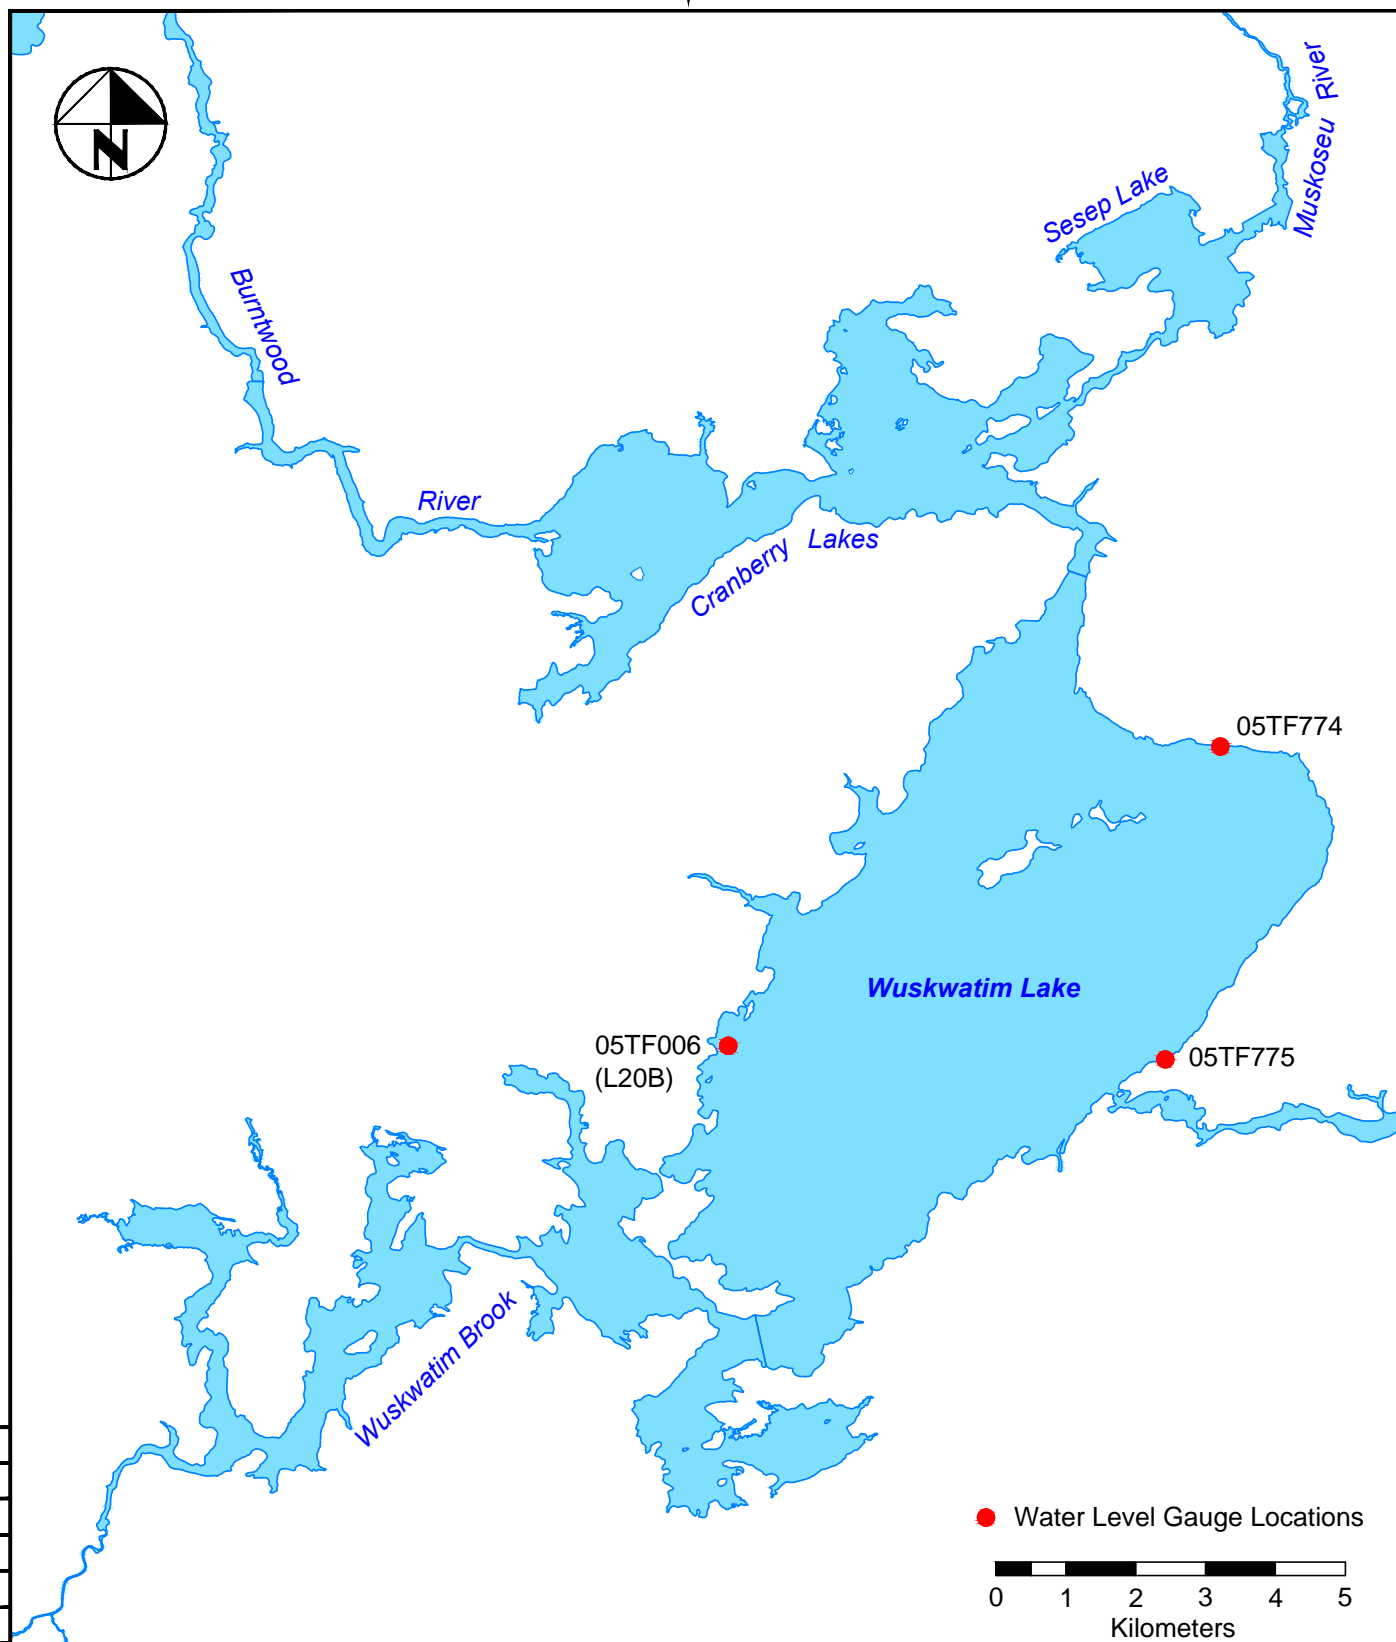 N
Muskoseu River
Sesep Lake
Burntwood
River
Cranberry Lakes
05TF774
Wuskwatim Lake
05TF006
(L20B)
05TF775
Wuskwatim Brook
Water Level Gauge Locations
0 1 2 3 4 5
Kilometers